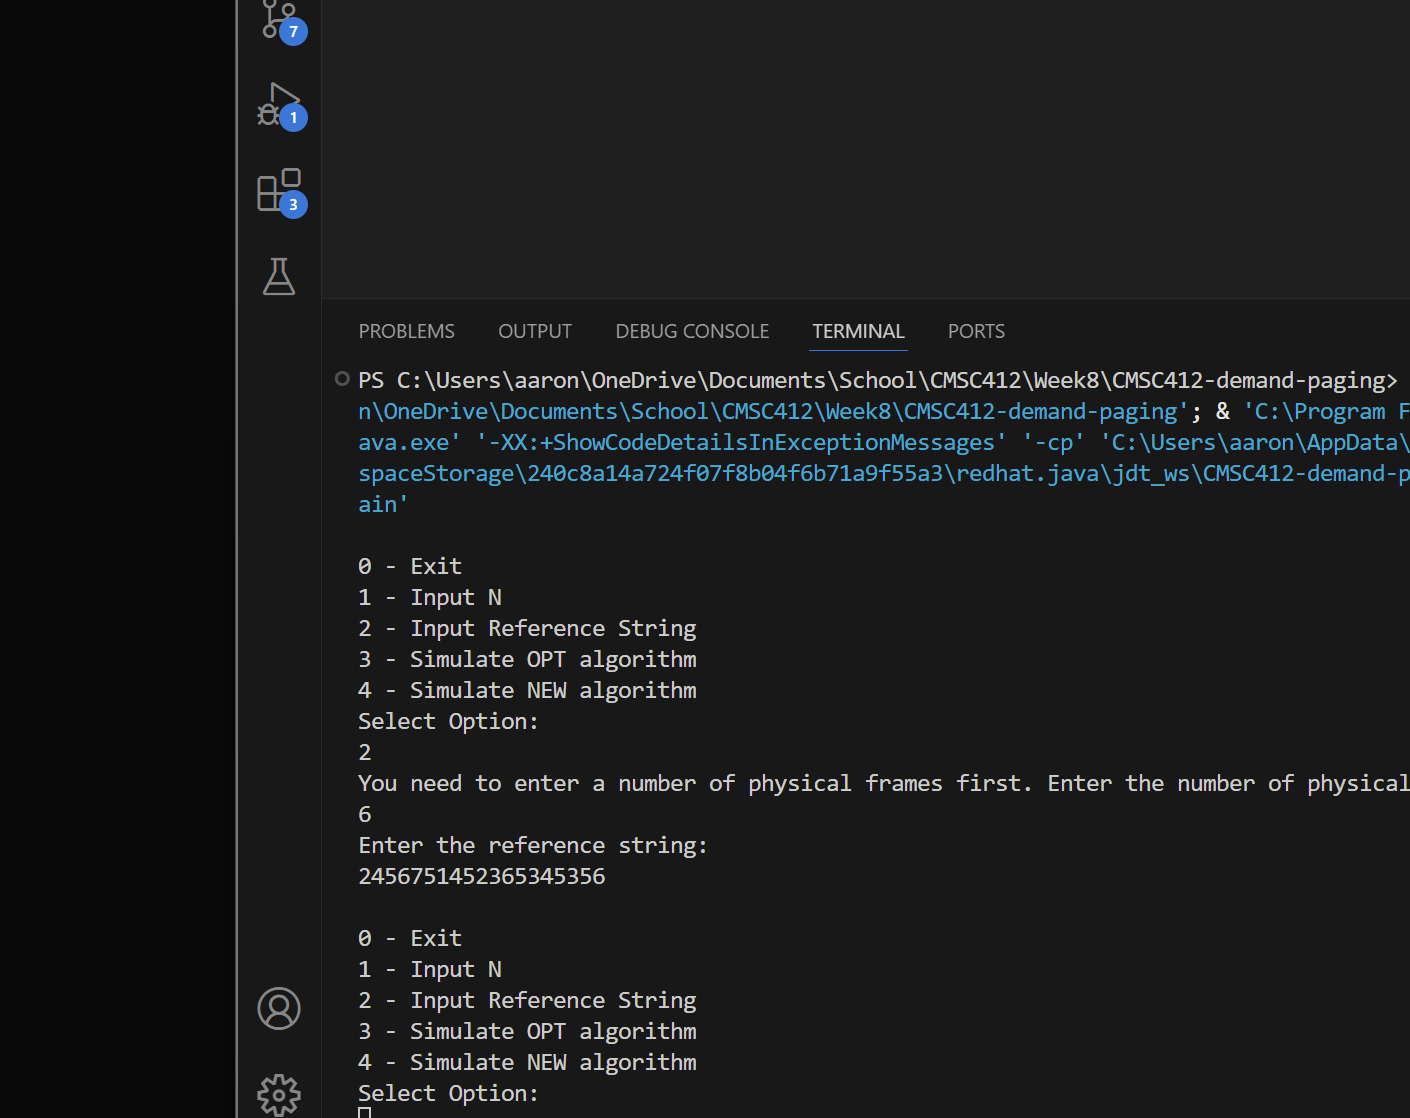 7
1
3
PROBLEMS OUTPUT DEBUG CONSOLE TERMINAL PORTS
PS C:\Users\aaron\OneDrive\Documents\School\CMSC412\Week8\CMSC412-demand-paging>
n\OneDrive\Documents\School\CMSC412\Week8\CMSC412-demand-paging'; & 'C:\Program F
ava.exe' '-XX:+ShowCodeDetailsInExceptionMessages' '-cp' 'C:\Users\aaron\AppData\
spaceStorage\240c8a14a724f07f8b04f6b71a9f55a3\redhat.java\jdt_ws\CMSC412-demand-p
ain'
0 - Exit
1 - Input N
2 - Input Reference String
3 - Simulate OPT algorithm
4 - Simulate NEW algorithm
Select Option:
2
You need to enter a number of physical frames first. Enter the number of physical
6
Enter the reference string:
2456751452365345356
0 - Exit
1 - Input N
2 - Input Reference String
3 - Simulate OPT algorithm
4 - Simulate NEW algorithm
Select Option: